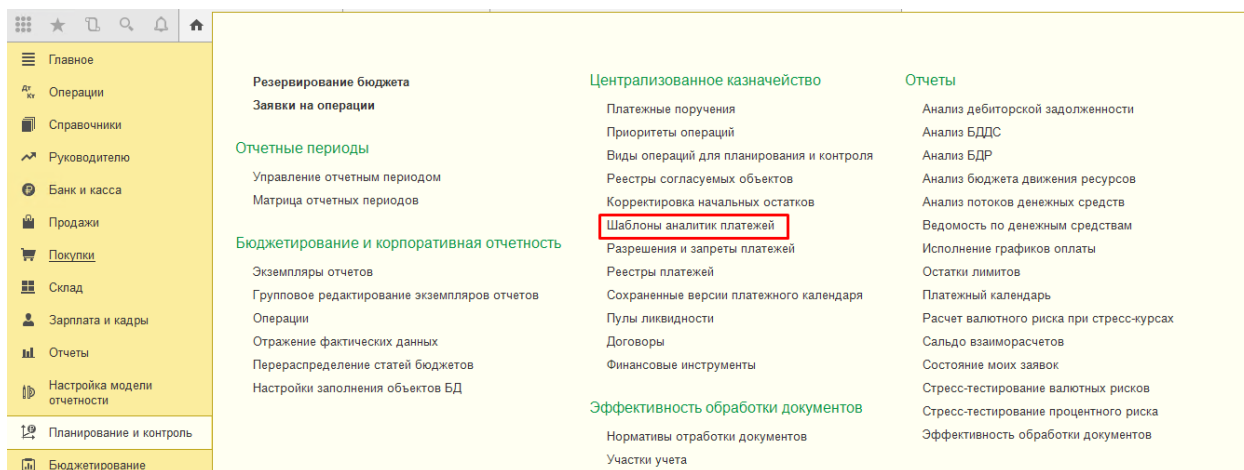 Главное
Дт Кт Операции
Справочники
Руководителю
Банк и касса
Продажи
Покупки
Склад
Зарплата и кадры
Отчеты
Настройка модели
отчетности
Планирование и контроль
Бюджетирование
Резервирование бюджета
Заявки на операции
Отчетные периоды
Управление отчетным периодом
Матрица отчетных периодов
Бюджетирование и корпоративная отчетность
Экземпляры отчетов
Групповое редактирование экземпляров отчетов
Операции
Отражение фактических данных
Перераспределение статей бюджетов
Настройки заполнения объектов БД
Централизованное казначейство
Платежные поручения
Приоритеты операций
Виды операций для планирования и контроля
Реестры согласуемых объектов
Корректировка начальных остатков
Шаблоны аналитик платежей
Разрешения и запреты платежей
Реестры платежей
Сохраненные версии платежного календаря
Пулы ликвидности
Договоры
Финансовые инструменты
Эффективность обработки документов
Нормативы отработки документов
Участки учета
Отчеты
Анализ дебиторской задолженности
Анализ БДДС
Анализ БДР
Анализ бюджета движения ресурсов
Анализ потоков денежных средств
Ведомость по денежным средствам
Исполнение графиков оплаты
Остатки лимитов
Платежный календарь
Расчет валютного риска при стресс-курсах
Сальдо взаиморасчетов
Состояние моих заявок
Стресс-тестирование валютных рисков
Стресс-тестирование процентного риска
Эффективность обработки документов